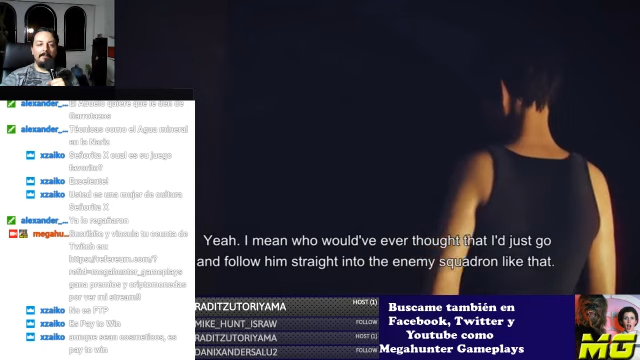 alexander_... El Abuelo quiere que le den de
Garrotazos
alexander_... Técnicas como el Agua mineral
en la Nariz
xzaiko Señorita X cual es su juego
favorito?
xzaiko Excelente!
xzaiko Usted es una mujer de cultura
Señorita X
alexander_... Ya lo regañaron
megahu... Suscribite y vincula tu cuenta de
Twitch en:
https://refereum.com/?
refid=megahunter_gameplays
gana premios y criptomonedas
por ver mi stream!!
xzaiko No es FTP
xzaiko Es Pay to Win
xzaiko aunque sean cosmeticos, es
pay to win
Yeah. I mean who would've ever thought that I'd just go
and follow him straight into the enemy squadron like that.
RADITZUTORIYAMA HOST (1)
MIKE_HUNT_ISRAW FOLLOW
RADITZUTORIYAMA HOST (1)
DANIXANDERSALU2 FOLLOW
Buscame también en
Facebook, Twitter y
Youtube como
Megahunter Gameplays
MG